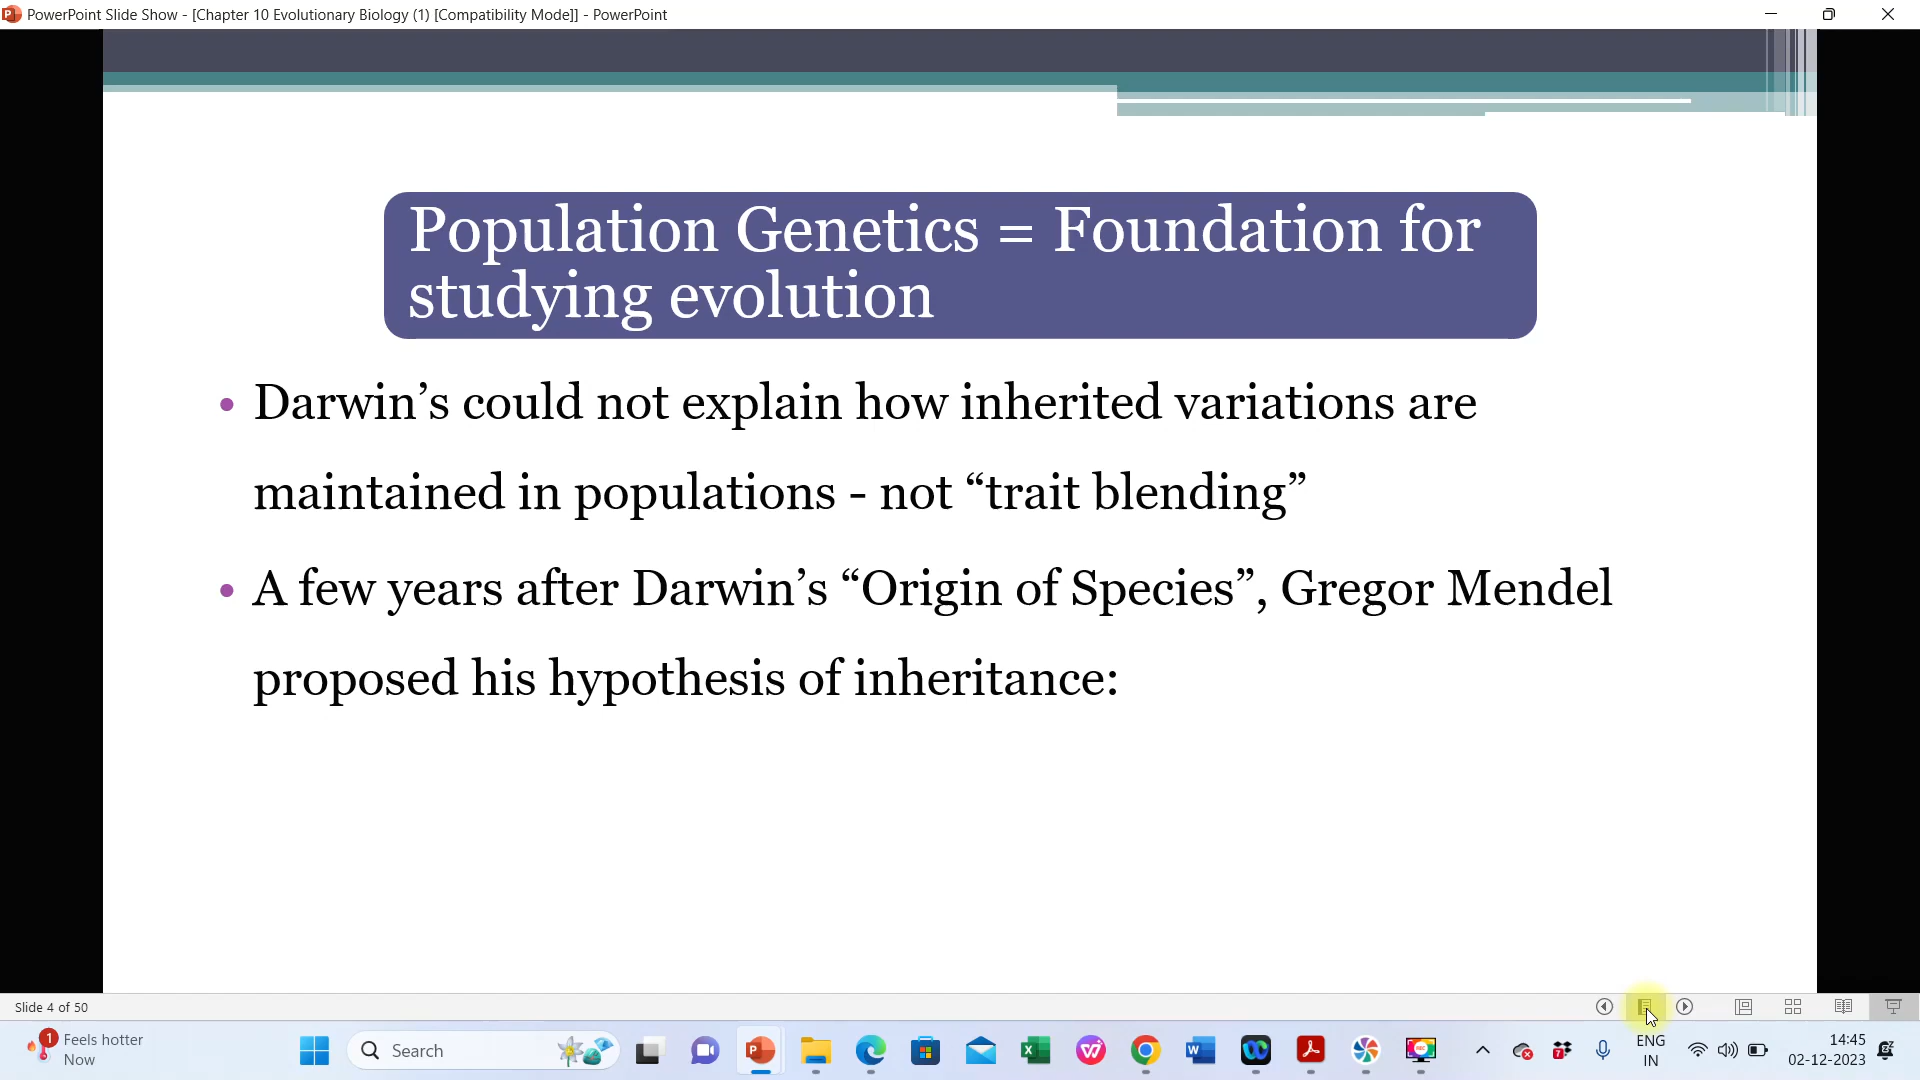 PowerPoint Slide Show - [Chapter 10 Evolutionary Biology (1) [Compatibility Mode]] - PowerPoint
Population Genetics = Foundation for
studying evolution
• Darwin’s could not explain how inherited variations are
maintained in populations - not “trait blending”
• A few years after Darwin’s “Origin of Species”, Gregor Mendel
proposed his hypothesis of inheritance:
Slide 4 of 50
1 Feels hotter
Now
Search
ENG
IN
14:45
02-12-2023